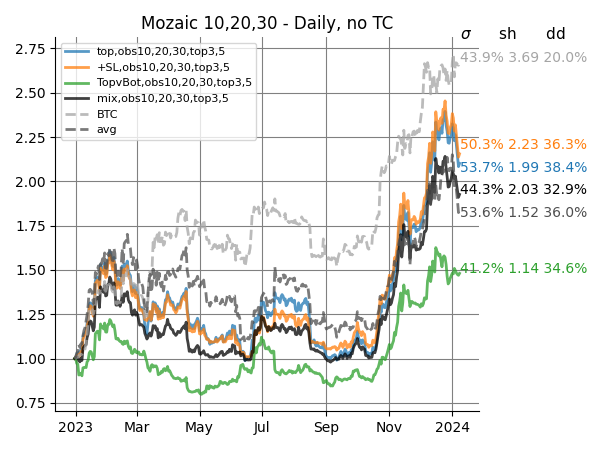 Mozaic 10,20,30 - Daily, no TC
σ sh dd
top,obs10,20,30,top3,5
+SL,obs10,20,30,top3,5
TopvBot,obs10,20,30,top3,5
mix,obs10,20,30,top3,5
BTC
avg
43.9% 3.69 20.0%
50.3% 2.23 36.3%
53.7% 1.99 38.4%
44.3% 2.03 32.9%
53.6% 1.52 36.0%
41.2% 1.14 34.6%
2.75
2.50
2.25
2.00
1.75
1.50
1.25
1.00
0.75
2023 Mar May Jul Sep Nov 2024